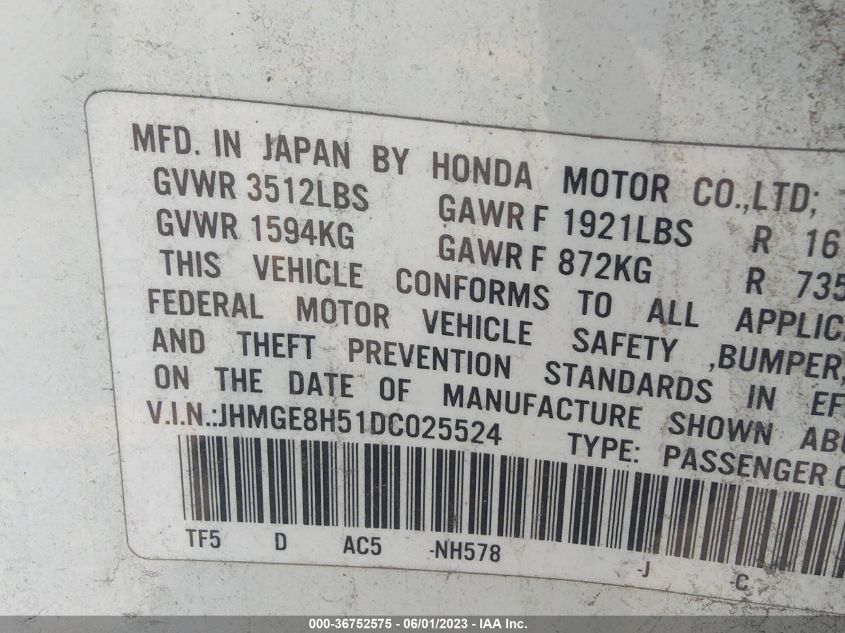 MFD. IN JAPAN BY HONDA MOTOR CO.,LTD;
GVWR 3512LBS GAWR F 1921LBS R 16
GVWR 1594KG GAWR F 872KG R 735
THIS VEHICLE CONFORMS TO ALL APPLIC
FEDERAL MOTOR VEHICLE SAFETY ,BUMPER,
AND THEFT PREVENTION STANDARDS IN EF
ON THE DATE OF MANUFACTURE SHOWN ABO
V.I.N.:JHMGE8H51DC025524 TYPE: PASSENGER C
TF5 D AC5 -NH578 -J -C
000-36752575 - 06/01/2023 - IAA Inc.